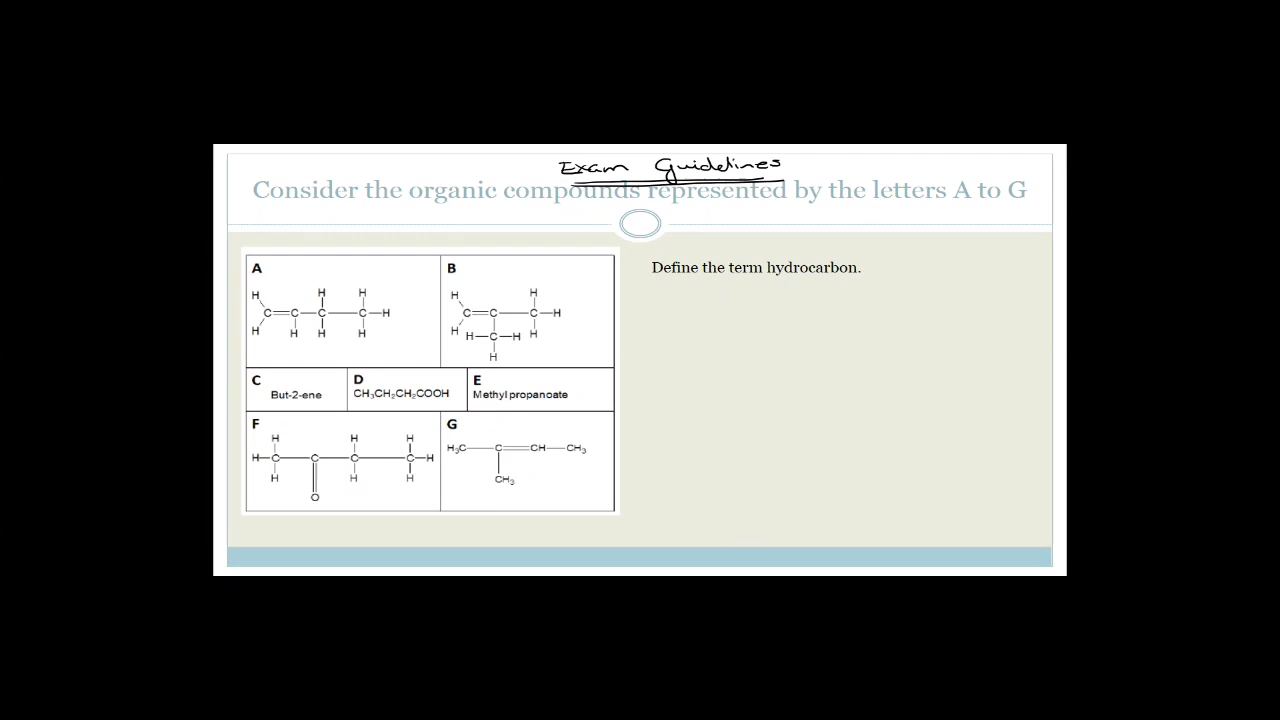 Exam Guidelines
Consider the organic compounds represented by the letters A to G
Define the term hydrocarbon.
A
H H H
C C C C H
H H H H
B
H H
C C C H
H H C H H
H
C
But-2-ene
D
CH₃CH₂CH₂COOH
E
Methyl propanoate
F
H H H
H C C C C H
H H H
O
G
H₃C C CH CH₃
CH₃